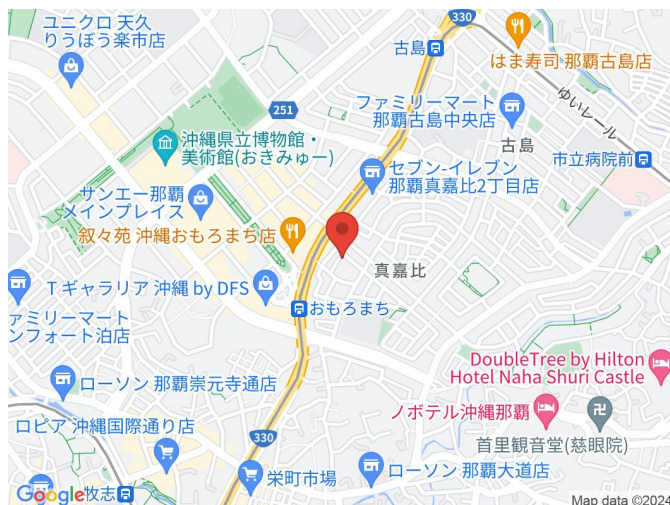 ユニクロ 天久
りうぼう楽市店
330
古島
はま寿司 那覇古島店
251
ファミリーマート
那覇古島中央店
ゆいレール
沖縄県立博物館・
美術館(おきみゅー)
古島
市立病院前
セブン-イレブン
那覇真嘉比2丁目店
サンエー那覇
メインプレイス
叙々苑 沖縄おもろまち店
真嘉比
Tギャラリア 沖縄 by DFS
おもろまち
ァミリーマート
ンフォート泊店
DoubleTree by Hilton
Hotel Naha Shuri Castle
ローソン 那覇崇元寺通店
ノボテル沖縄那覇
ロピア 沖縄国際通り店
330
首里観音堂(慈眼院)
栄町市場
ローソン 那覇大道店
Google
牧志
Map data ©2024